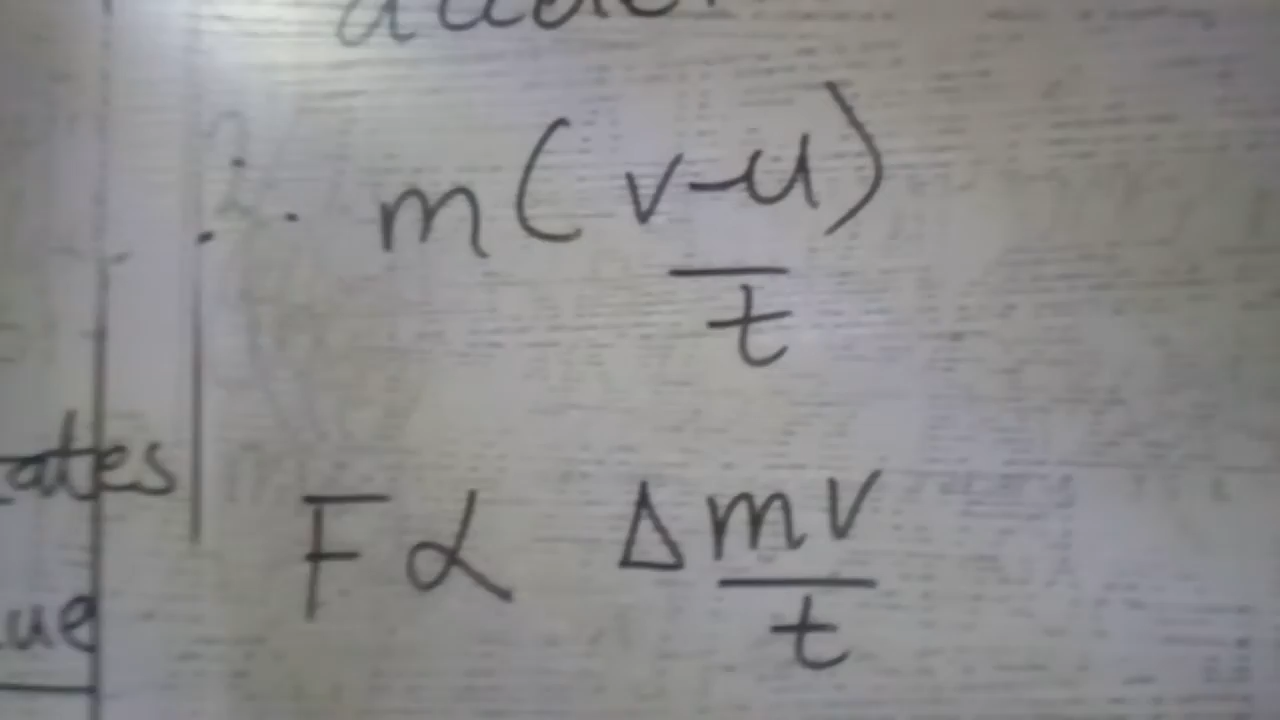 ∴ m(v-u)
t
F ∝ Δmv
t
ates
ue